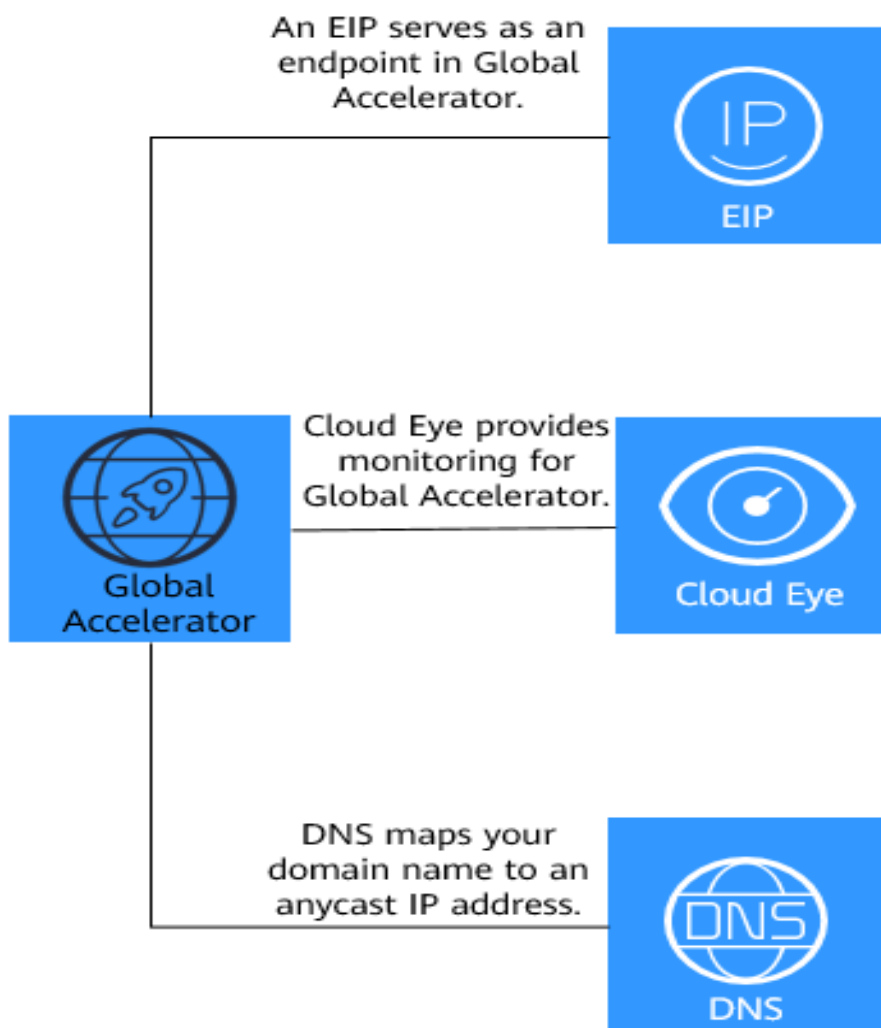 An EIP serves as an
endpoint in Global
Accelerator.
IP
EIP
Cloud Eye provides
monitoring for
Global Accelerator.
Global
Accelerator
Cloud Eye
DNS maps your
domain name to an
anycast IP address.
DNS
DNS